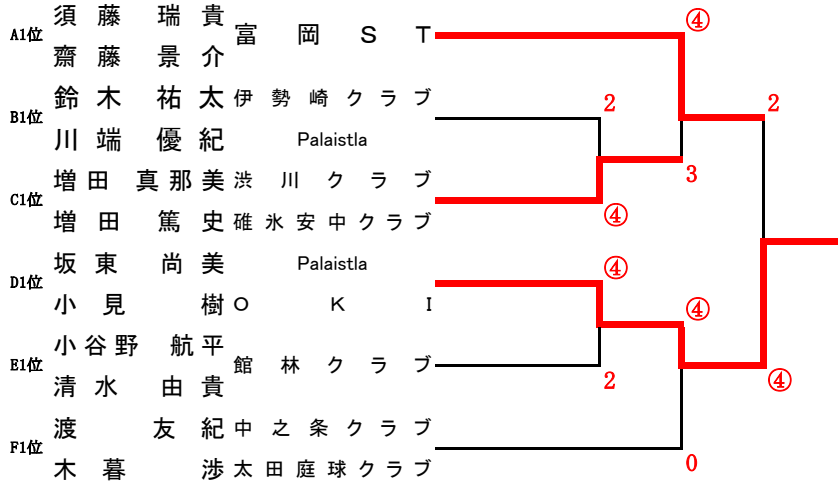 A1位 須藤 瑞貴 富岡ST ④
齋藤 景介
B1位 鈴木 祐太 伊勢崎クラブ 2 2
川端 優紀 Palaistla
C1位 増田 真那美 渋川クラブ 3
増田 篤史 碓氷安中クラブ ④
D1位 坂東 尚美 Palaistla ④
小見 樹 OKI ④
E1位 小谷野 航平 館林クラブ
清水 由貴 2 ④
F1位 渡 友紀 中之条クラブ
木暮 渉 太田庭球クラブ 0